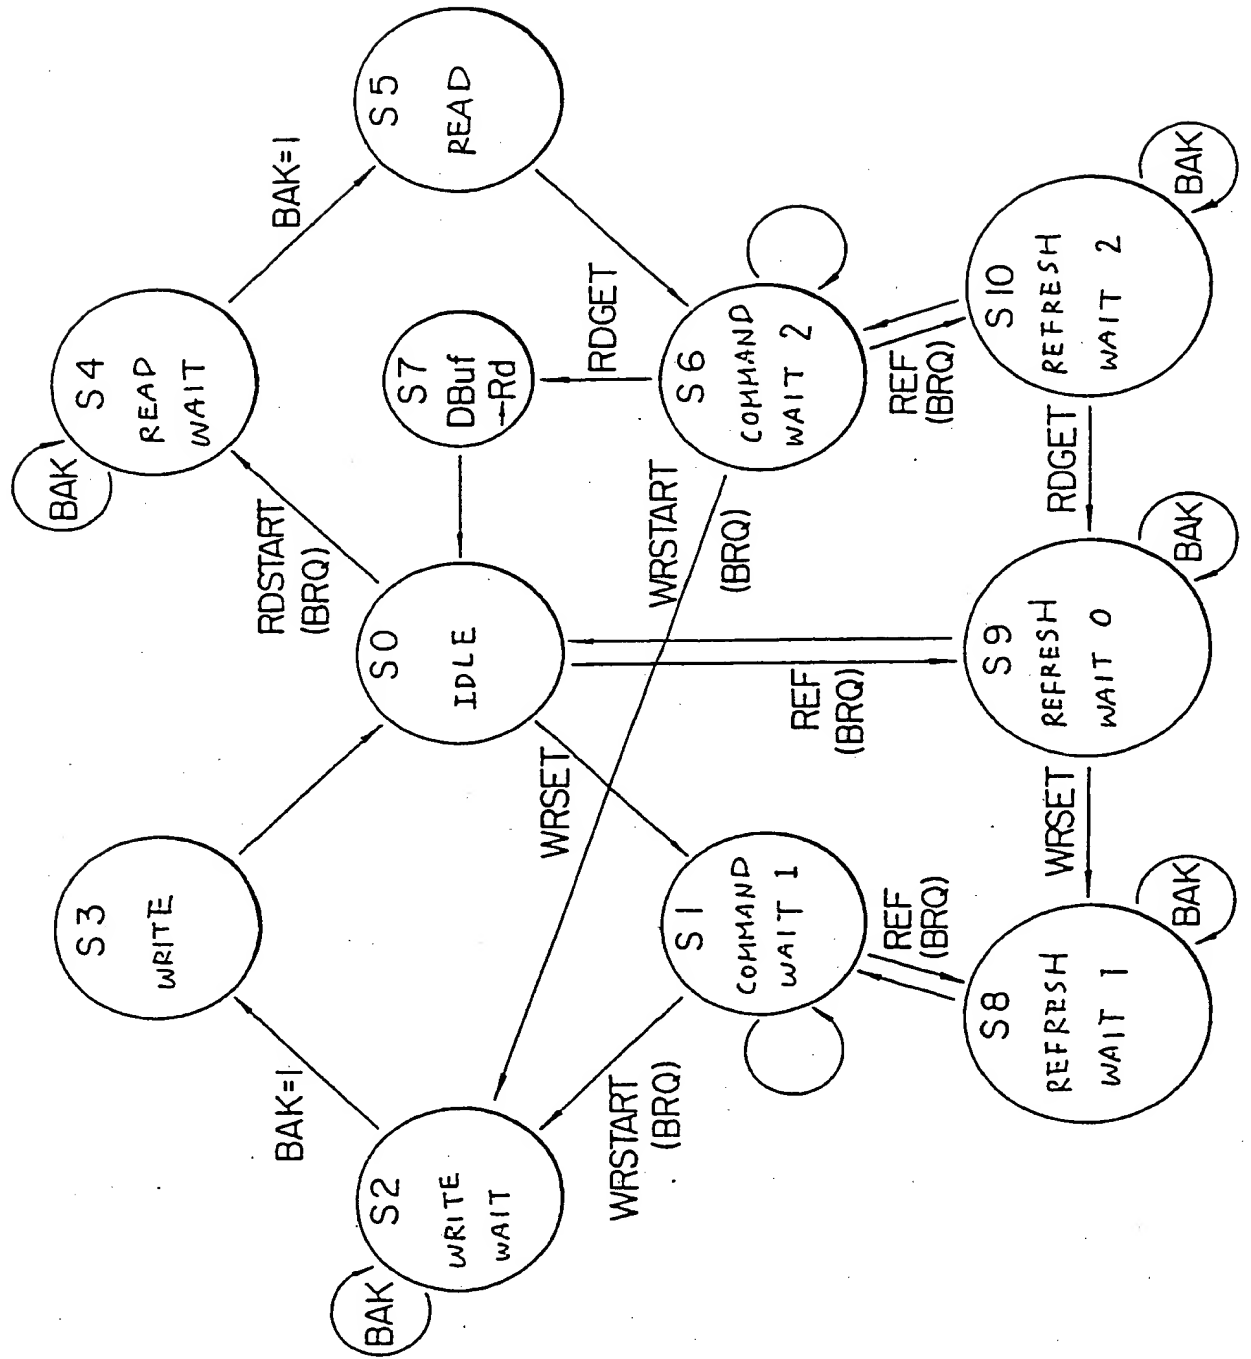 S4
READ
WAIT
BAK
BAK=1
S5
READ
RDSTART
(BRQ)
S3
WRITE
S0
IDLE
S7
DBuf
→Rd
RDGET
BAK=1
S2
WRITE
WAIT
BAK
WRSET
WRSTART
(BRQ)
WRSTART
(BRQ)
S1
COMMAND
WAIT 1
S6
COMMAND
WAIT 2
REF
(BRQ)
REF
(BRQ)
REF
(BRQ)
S8
REFRESH
WAIT 1
BAK
WRSET
S9
REFRESH
WAIT 0
BAK
RDGET
S10
REFRESH
WAIT 2
BAK